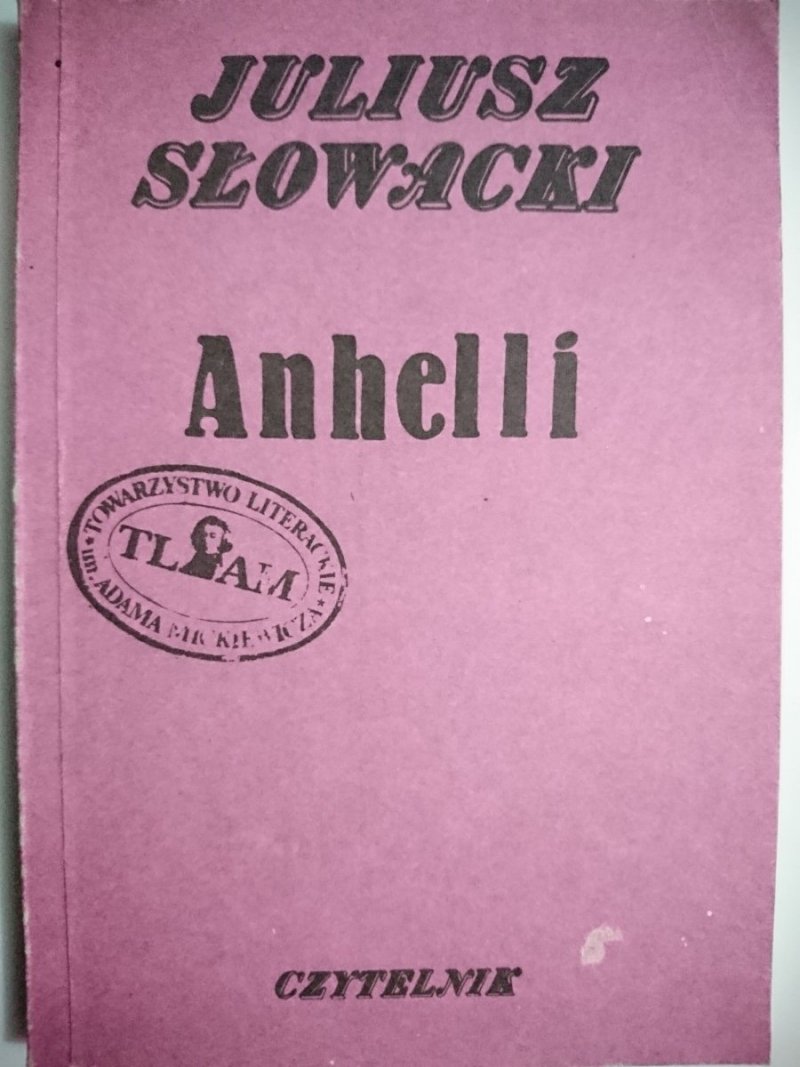 JULIUSZ
SŁOWACKI
Anhelli
TOWARZYSTWO LITERACKIE
TL AM
im. ADAMA MICKIEWICZA
CZYTELNIK